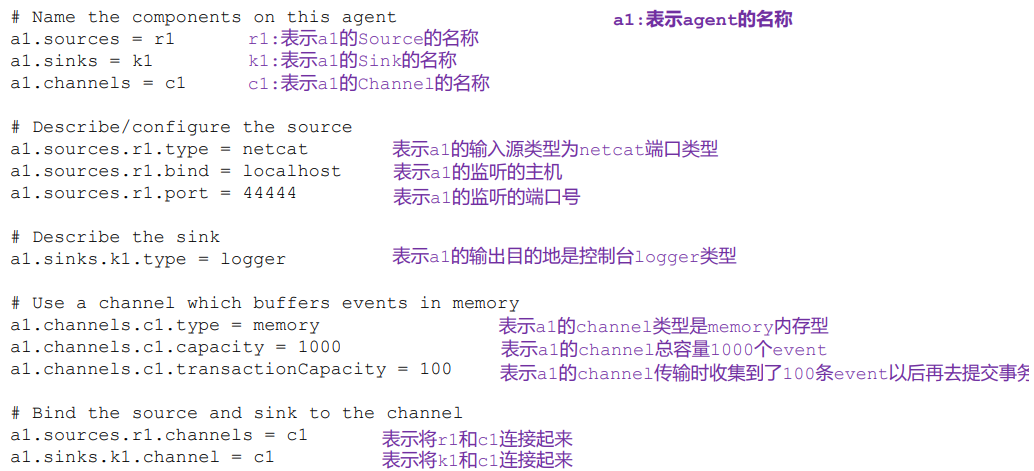 # Name the components on this agent a1:表示agent的名称
a1.sources = r1 r1:表示a1的Source的名称
a1.sinks = k1 k1:表示a1的Sink的名称
a1.channels = c1 c1:表示a1的Channel的名称
# Describe/configure the source
a1.sources.r1.type = netcat 表示a1的输入源类型为netcat端口类型
a1.sources.r1.bind = localhost 表示a1的监听的主机
a1.sources.r1.port = 44444 表示a1的监听的端口号
# Describe the sink
a1.sinks.k1.type = logger 表示a1的输出目的地是控制台logger类型
# Use a channel which buffers events in memory
a1.channels.c1.type = memory 表示a1的channel类型是memory内存型
a1.channels.c1.capacity = 1000 表示a1的channel总容量1000个event
a1.channels.c1.transactionCapacity = 100 表示a1的channel传输时收集到了100条event以后再去提交事务
# Bind the source and sink to the channel
a1.sources.r1.channels = c1 表示将r1和c1连接起来
a1.sinks.k1.channel = c1 表示将k1和c1连接起来